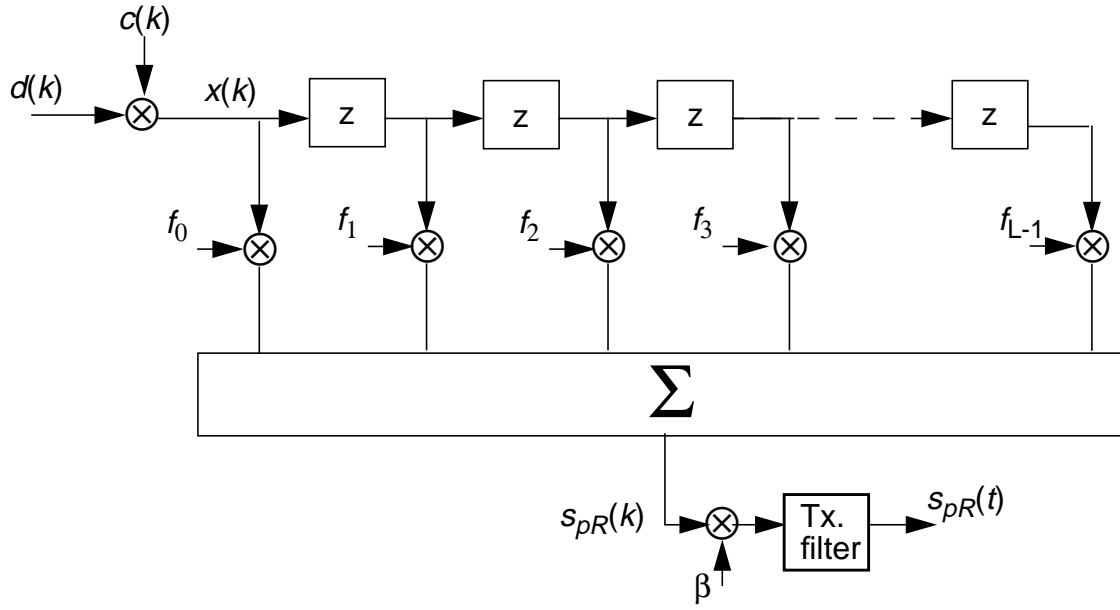 c(k)
d(k)
x(k)
z
z
z
z
f0
f1
f2
f3
fL-1
Σ
spR(k)
β
Tx.
filter
spR(t)